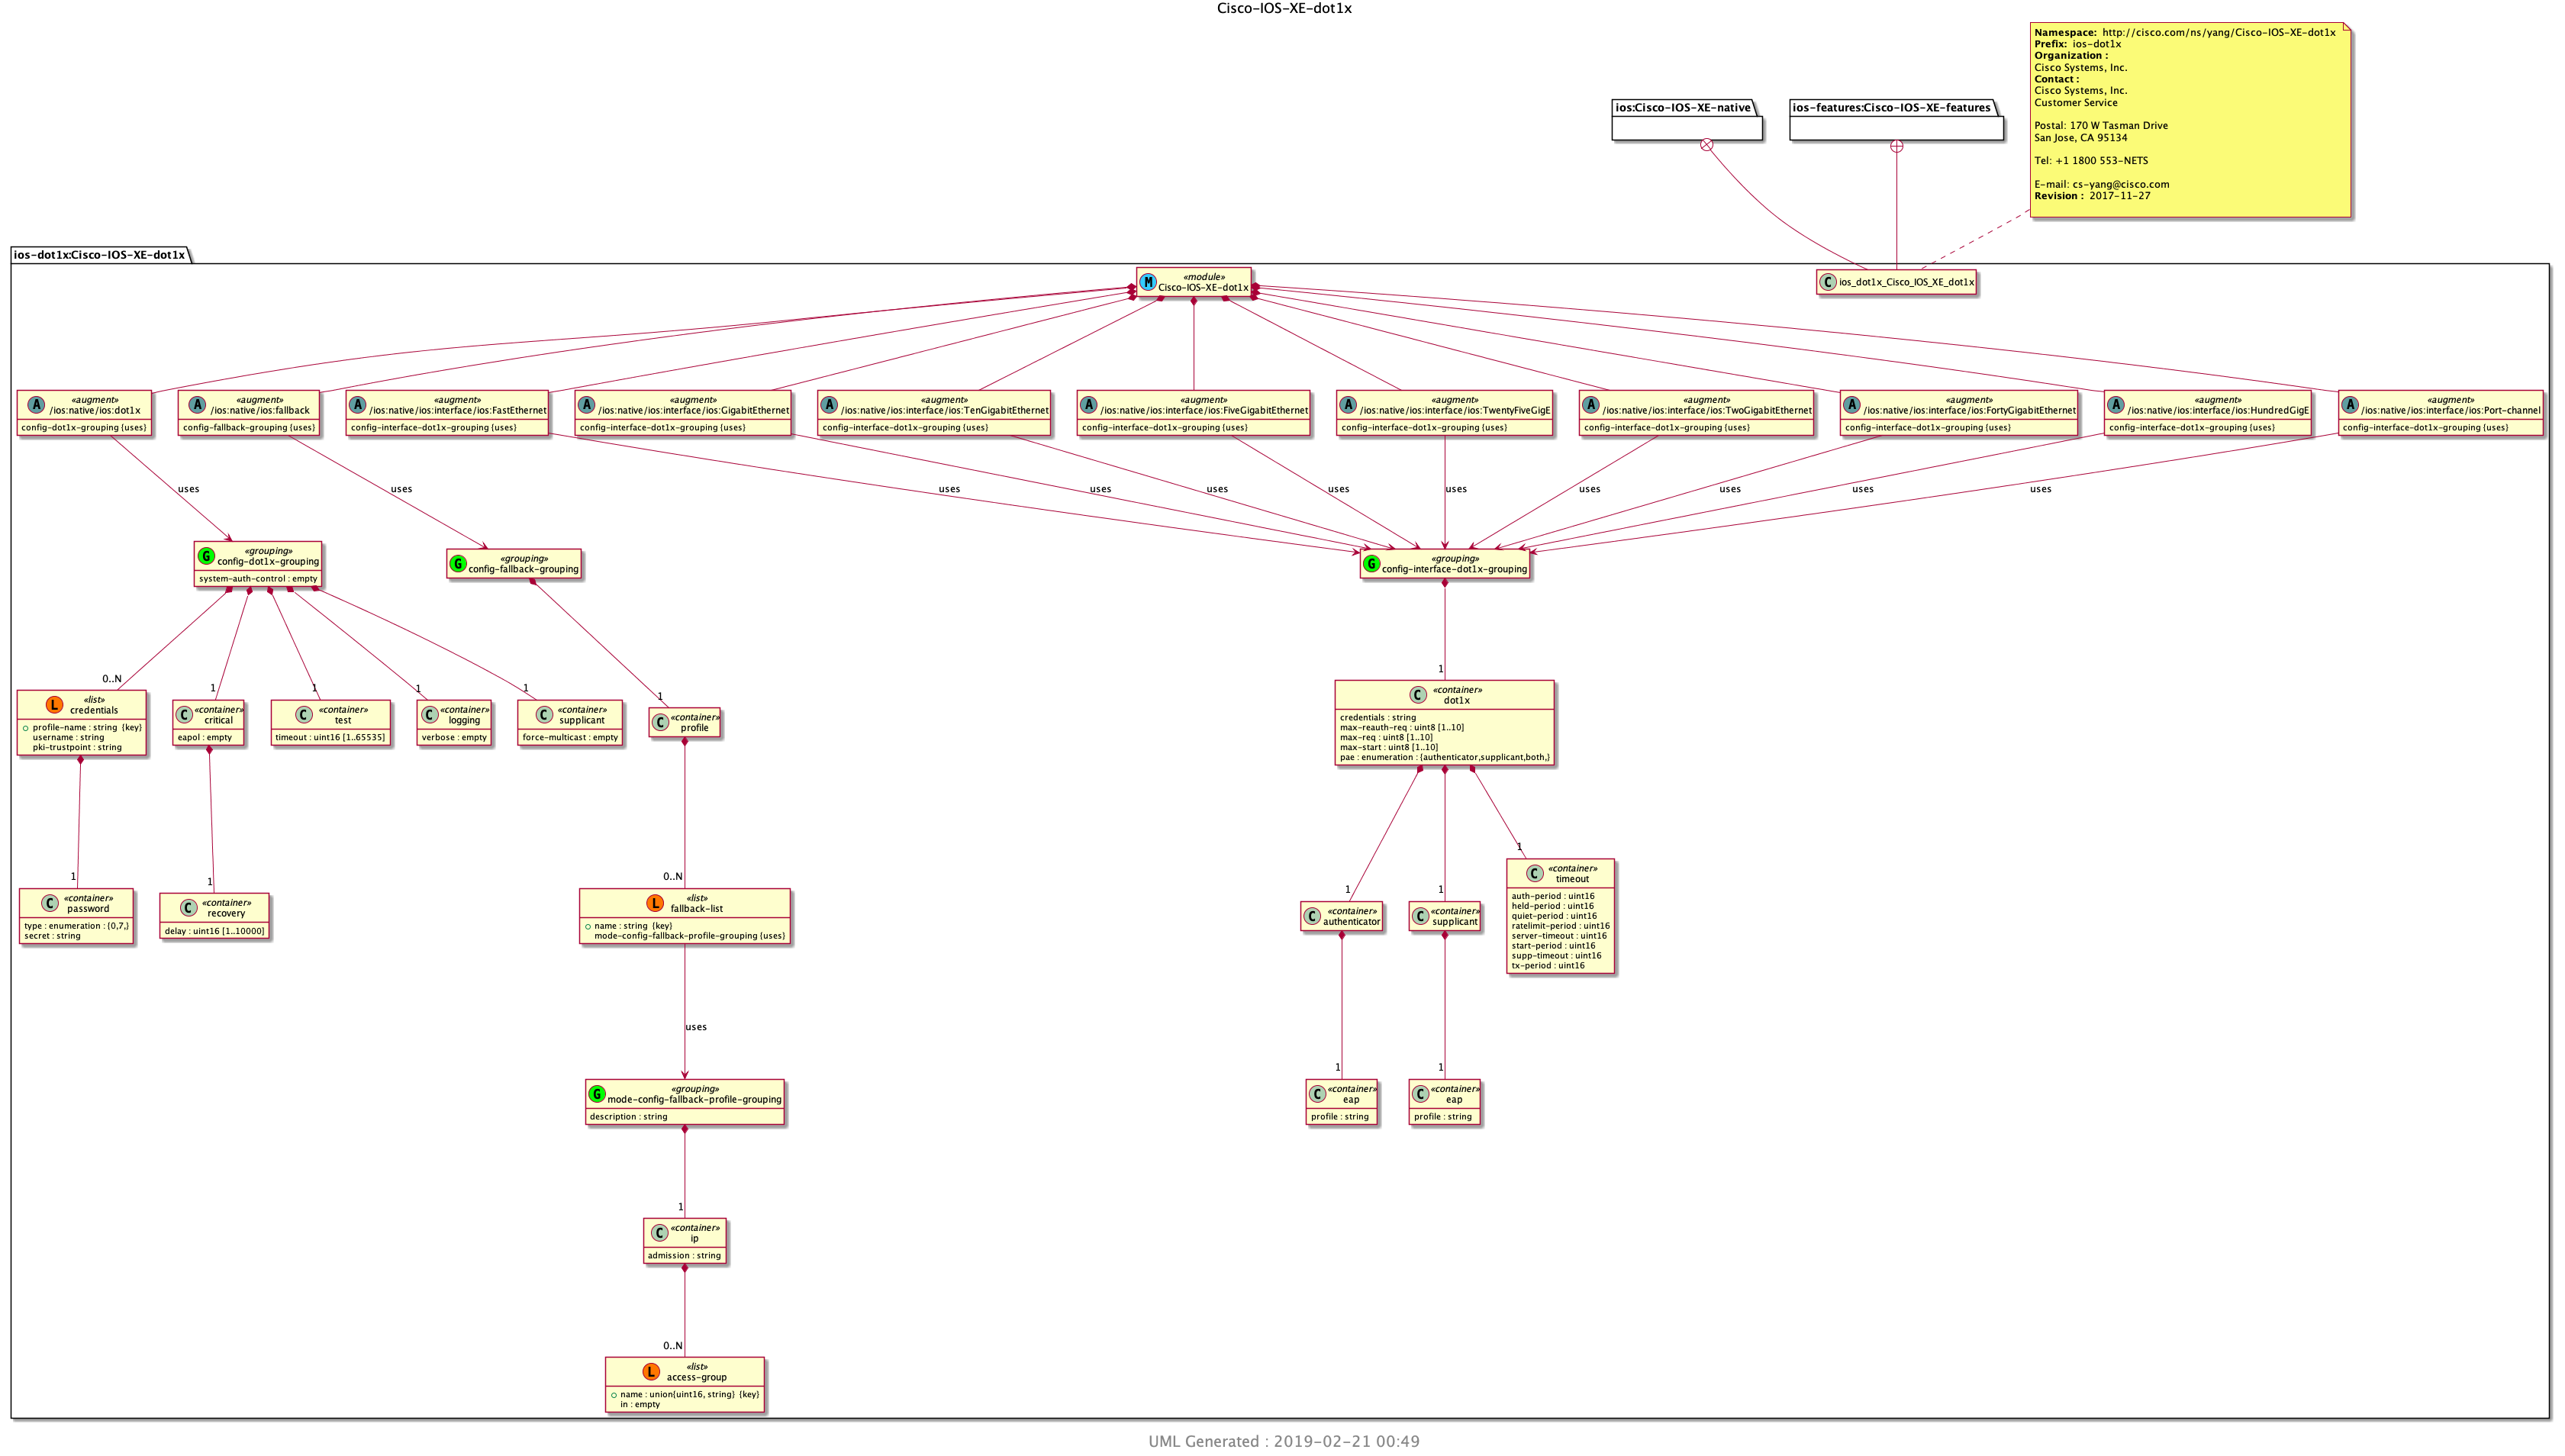 Cisco-IOS-XE-dot1x
Namespace: http://cisco.com/ns/yang/Cisco-IOS-XE-dot1x
Prefix: ios-dot1x
Organization :
Cisco Systems, Inc.
Contact :
Cisco Systems, Inc.
Customer Service
Postal: 170 W Tasman Drive
San Jose, CA 95134
Tel: +1 1800 553-NETS
E-mail: cs-yang@cisco.com
Revision : 2017-11-27
ios:Cisco-IOS-XE-native
ios-features:Cisco-IOS-XE-features
ios-dot1x:Cisco-IOS-XE-dot1x
M
«module»
Cisco-IOS-XE-dot1x
C
ios_dot1x_Cisco_IOS_XE_dot1x
A
«augment»
/ios:native/ios:dot1x
config-dot1x-grouping {uses}
A
«augment»
/ios:native/ios:fallback
config-fallback-grouping {uses}
A
«augment»
/ios:native/ios:interface/ios:FastEthernet
config-interface-dot1x-grouping {uses}
A
«augment»
/ios:native/ios:interface/ios:GigabitEthernet
config-interface-dot1x-grouping {uses}
A
«augment»
/ios:native/ios:interface/ios:TenGigabitEthernet
config-interface-dot1x-grouping {uses}
A
«augment»
/ios:native/ios:interface/ios:FiveGigabitEthernet
config-interface-dot1x-grouping {uses}
A
«augment»
/ios:native/ios:interface/ios:TwentyFiveGigE
config-interface-dot1x-grouping {uses}
A
«augment»
/ios:native/ios:interface/ios:TwoGigabitEthernet
config-interface-dot1x-grouping {uses}
A
«augment»
/ios:native/ios:interface/ios:FortyGigabitEthernet
config-interface-dot1x-grouping {uses}
A
«augment»
/ios:native/ios:interface/ios:HundredGigE
config-interface-dot1x-grouping {uses}
A
«augment»
/ios:native/ios:interface/ios:Port-channel
config-interface-dot1x-grouping {uses}
uses
uses
uses
uses
uses
uses
uses
uses
uses
uses
uses
G
«grouping»
config-dot1x-grouping
system-auth-control : empty
G
«grouping»
config-fallback-grouping
G
«grouping»
config-interface-dot1x-grouping
0..N
1
1
1
1
1
1
L
«list»
credentials
profile-name : string {key}
username : string
pki-trustpoint : string
C
«container»
critical
eapol : empty
C
«container»
test
timeout : uint16 [1..65535]
C
«container»
logging
verbose : empty
C
«container»
supplicant
force-multicast : empty
C
«container»
profile
C
«container»
dot1x
credentials : string
max-reauth-req : uint8 [1..10]
max-req : uint8 [1..10]
max-start : uint8 [1..10]
pae : enumeration : {authenticator,supplicant,both,}
1
1
0..N
1
1
1
C
«container»
password
type : enumeration : {0,7,}
secret : string
C
«container»
recovery
delay : uint16 [1..10000]
L
«list»
fallback-list
name : string {key}
mode-config-fallback-profile-grouping {uses}
C
«container»
authenticator
C
«container»
supplicant
C
«container»
timeout
auth-period : uint16
held-period : uint16
quiet-period : uint16
ratelimit-period : uint16
server-timeout : uint16
start-period : uint16
supp-timeout : uint16
tx-period : uint16
uses
1
1
G
«grouping»
mode-config-fallback-profile-grouping
description : string
C
«container»
eap
profile : string
C
«container»
eap
profile : string
1
C
«container»
ip
admission : string
0..N
L
«list»
access-group
name : union{uint16, string} {key}
in : empty
UML Generated : 2019-02-21 00:49